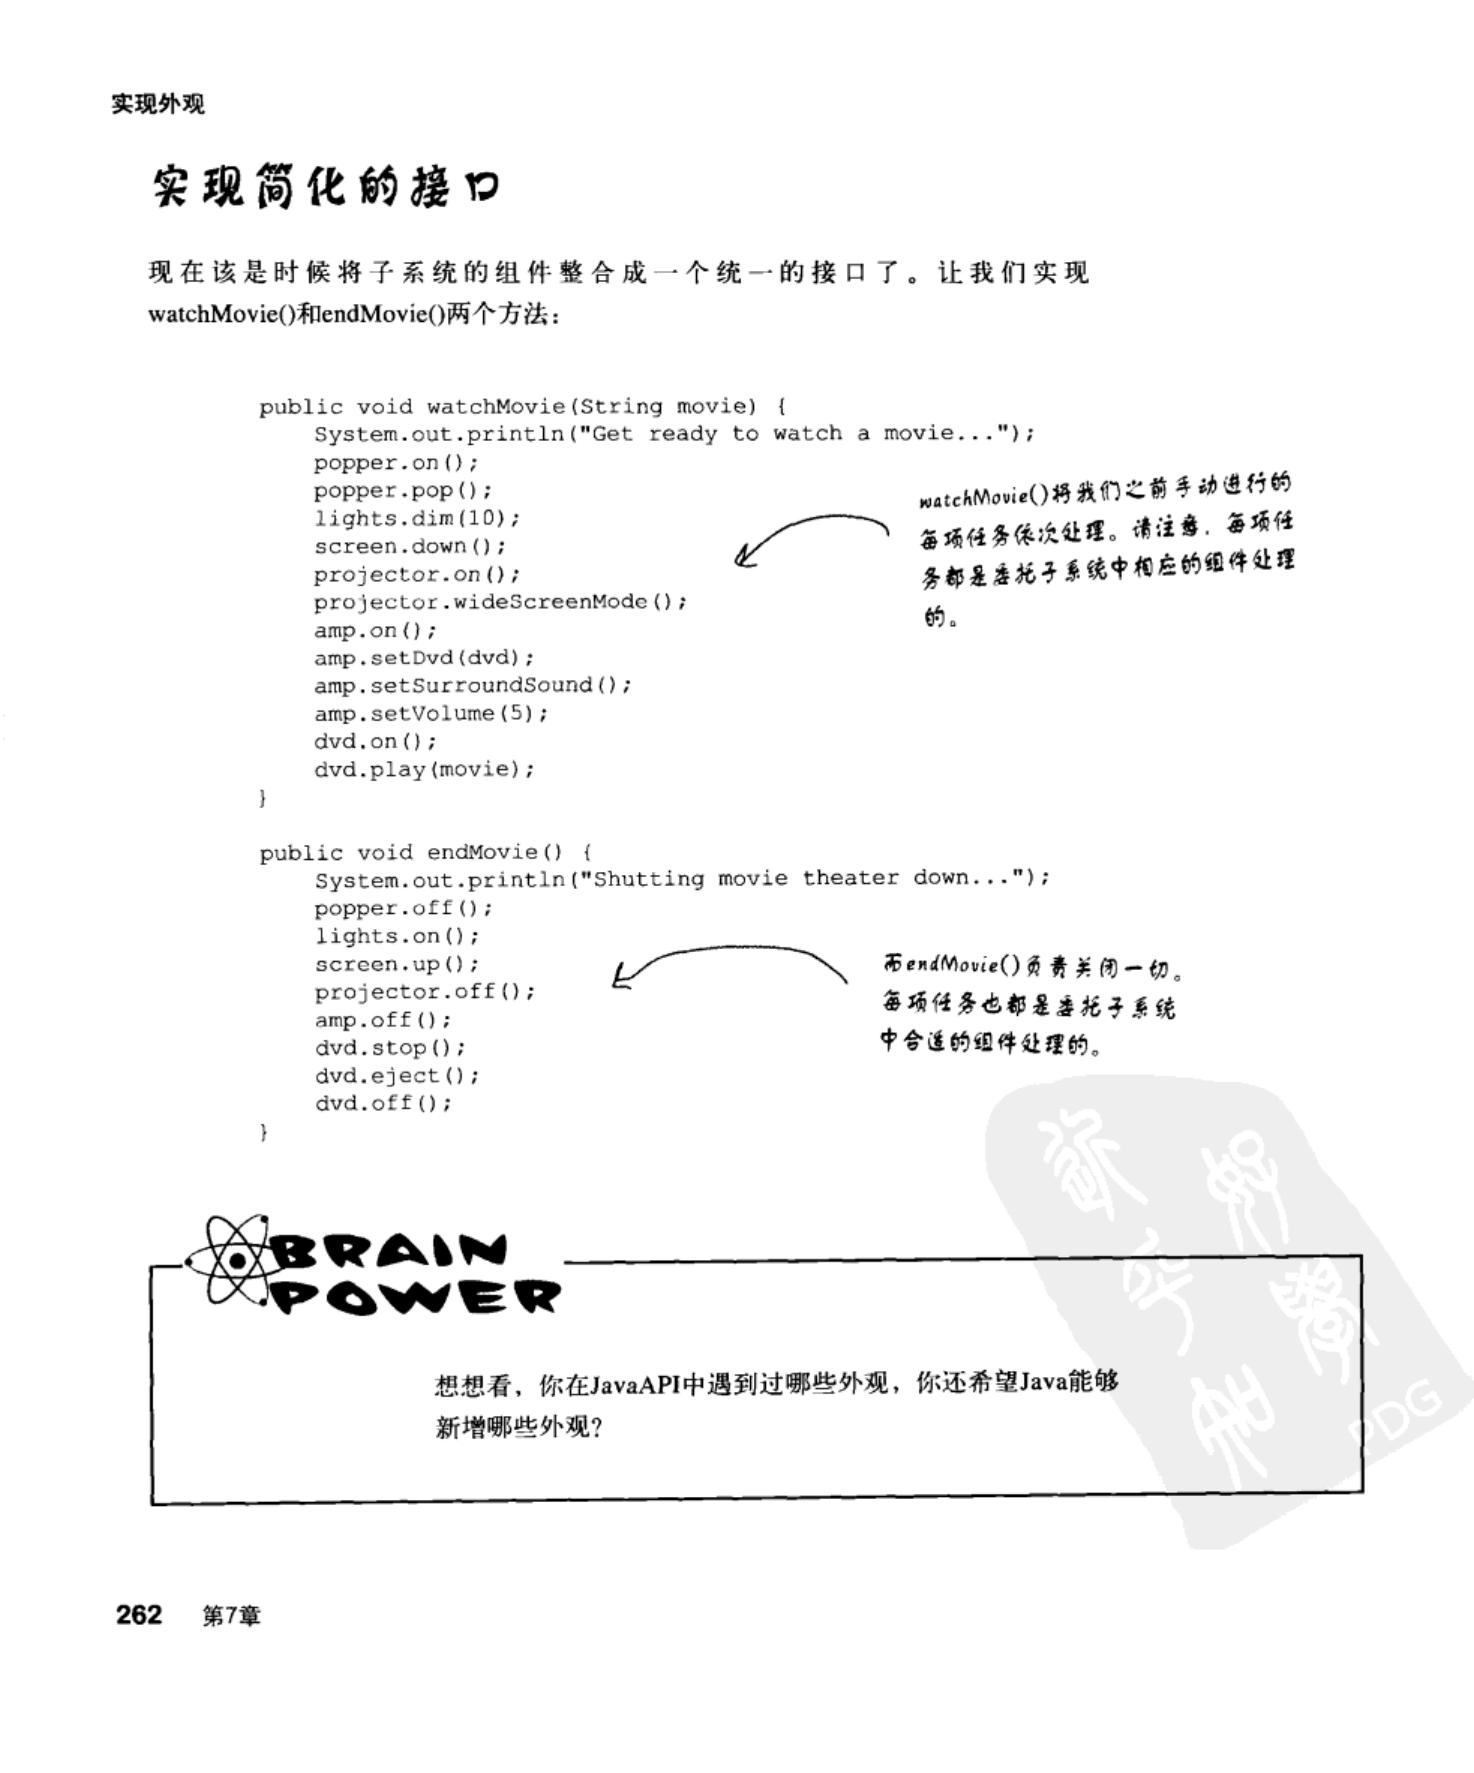 实现外观
实现简化的接口
现在该是时候将子系统的组件整合成一个统一的接口了。让我们实现
watchMovie()和endMovie()两个方法：
public void watchMovie(String movie) {
    System.out.println("Get ready to watch a movie...");
    popper.on();
    popper.pop();
    lights.dim(10);
    screen.down();
    projector.on();
    projector.wideScreenMode();
    amp.on();
    amp.setDvd(dvd);
    amp.setSurroundSound();
    amp.setVolume(5);
    dvd.on();
    dvd.play(movie);
}
watchMovie()将我们之前手动进行的
每项任务依次处理。请注意，每项任
务都是委托子系统中相应的组件处理
的。
public void endMovie() {
    System.out.println("Shutting movie theater down...");
    popper.off();
    lights.on();
    screen.up();
    projector.off();
    amp.off();
    dvd.stop();
    dvd.eject();
    dvd.off();
}
而endMovie()负责关闭一切。
每项任务也都是委托子系统
中合适的组件处理的。
BRAIN
POWER
想想看，你在JavaAPI中遇到过哪些外观，你还希望Java能够
新增哪些外观？
PDG
262 第7章